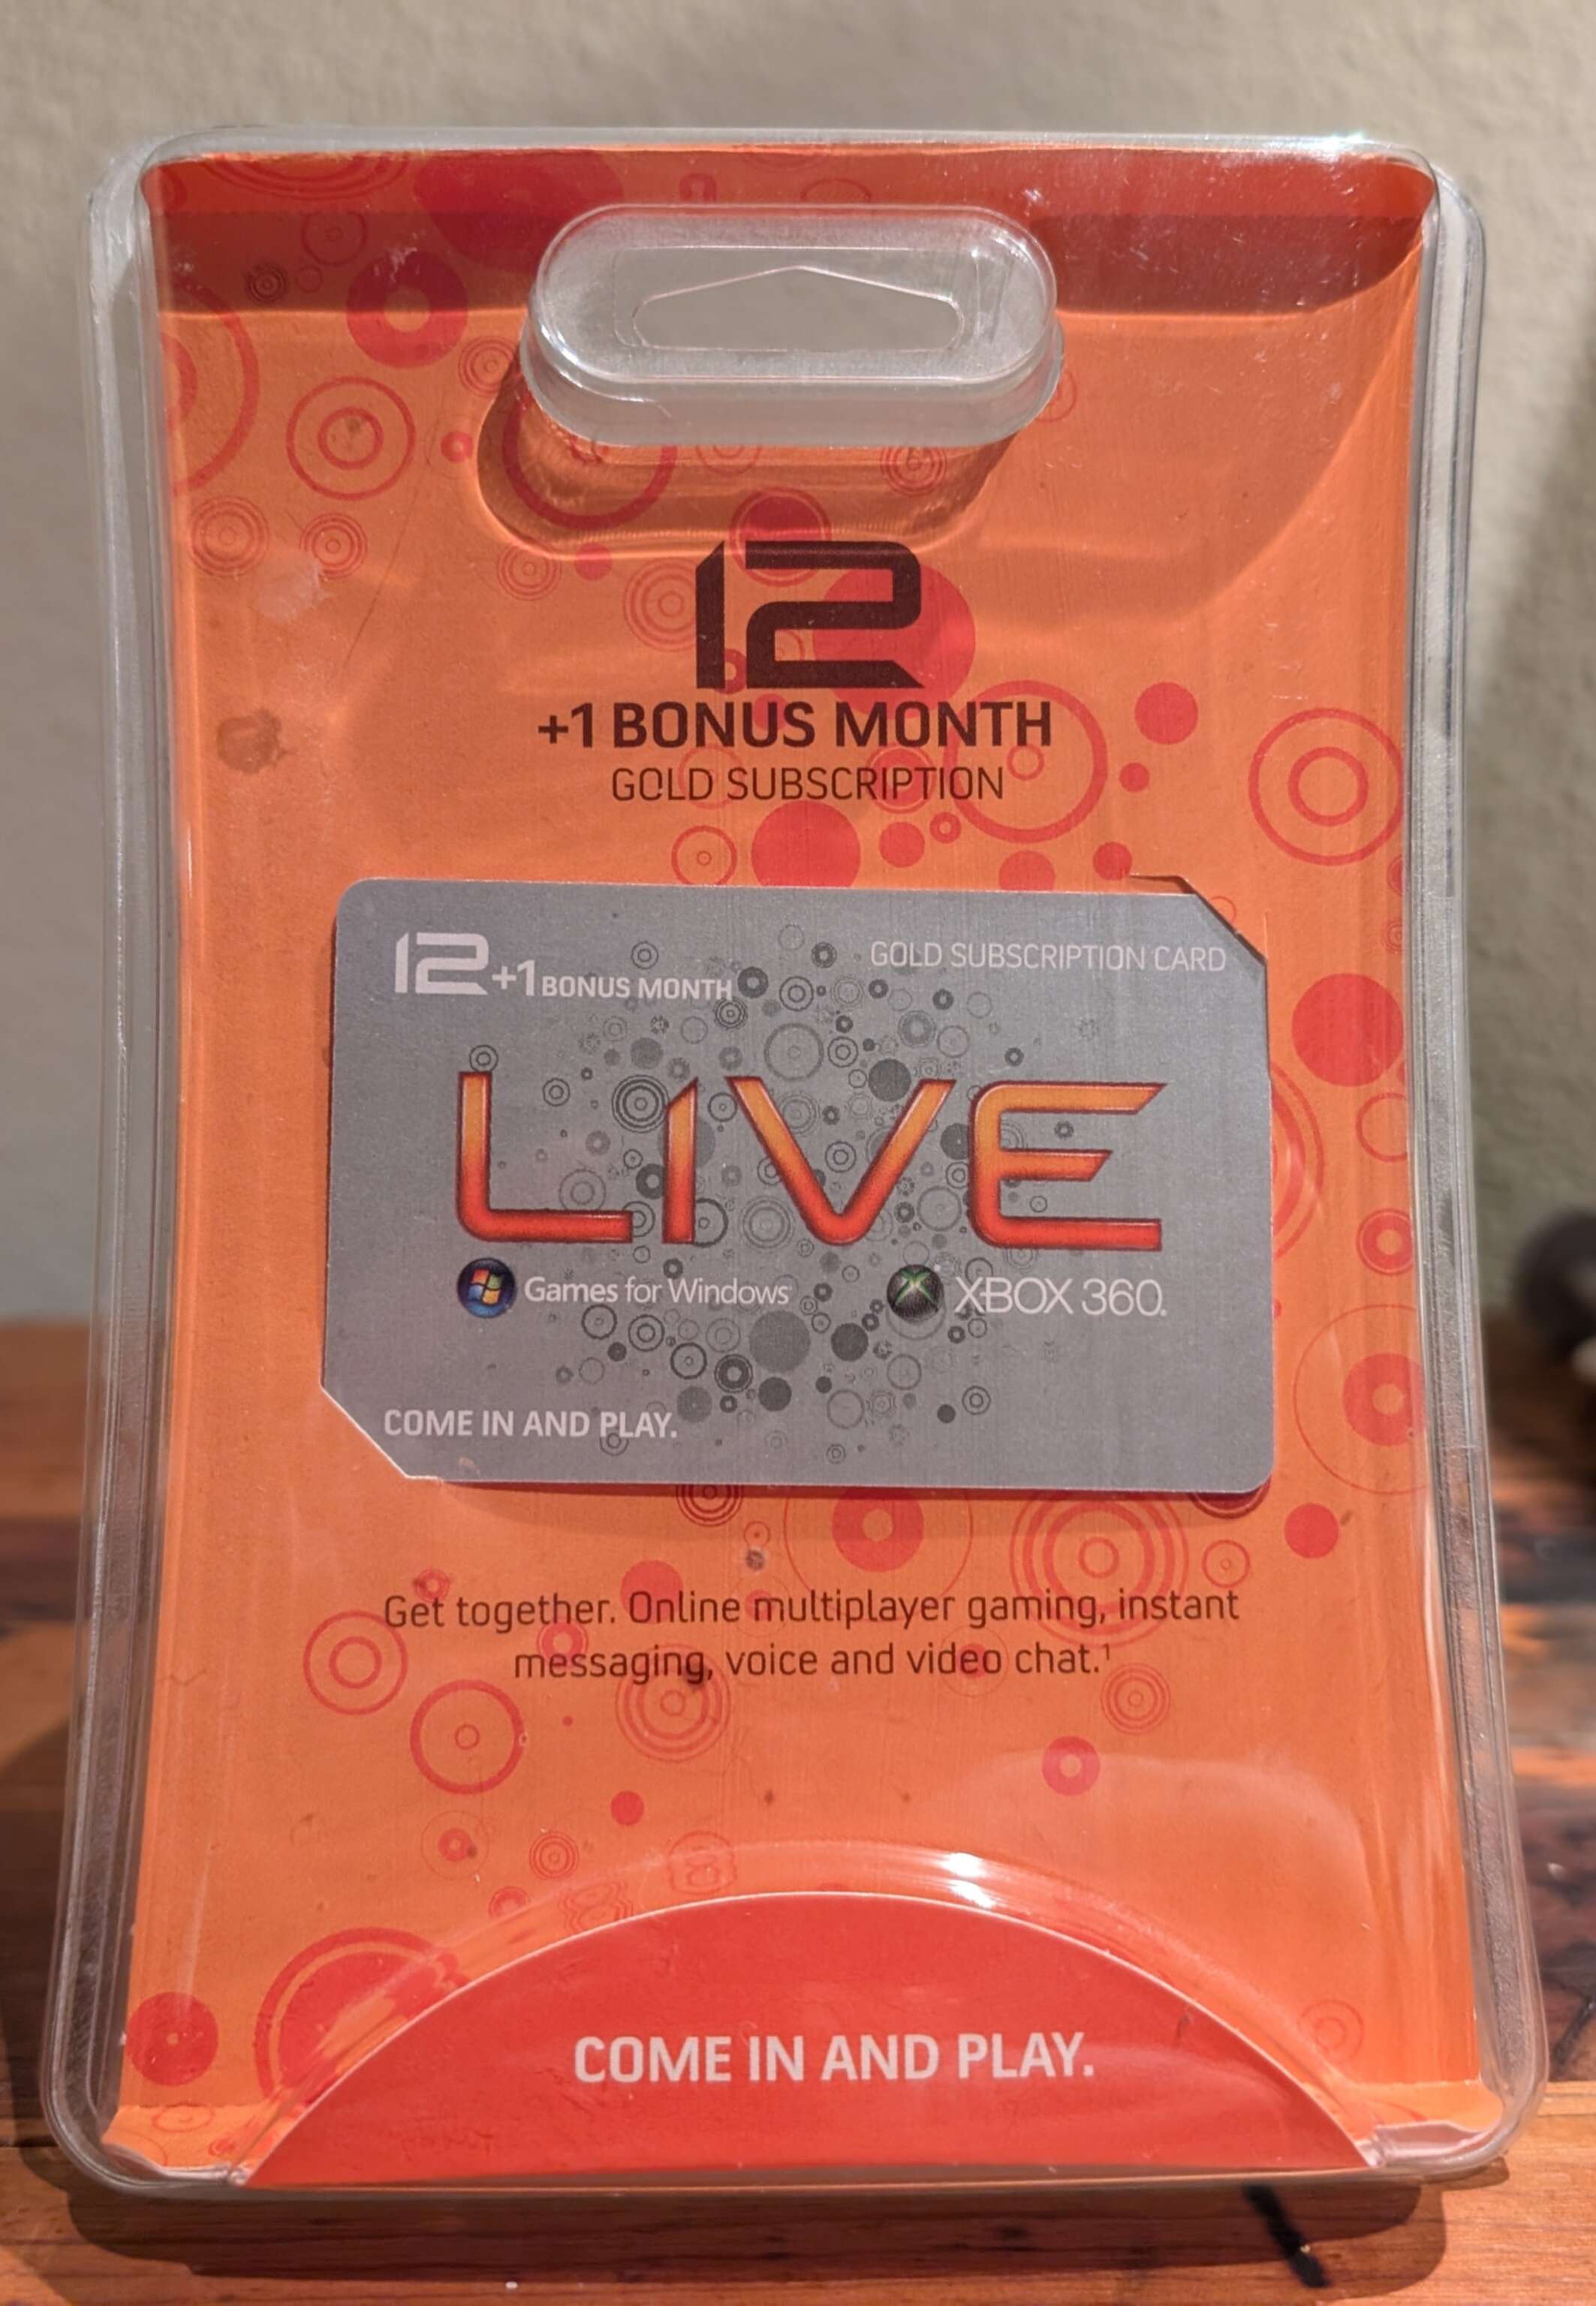 12
+1 BONUS MONTH
GOLD SUBSCRIPTION
12 +1 BONUS MONTH
GOLD SUBSCRIPTION CARD
LIVE
Games for Windows
XBOX 360.
COME IN AND PLAY.
Get together. Online multiplayer gaming, instant
messaging, voice and video chat.¹
COME IN AND PLAY.